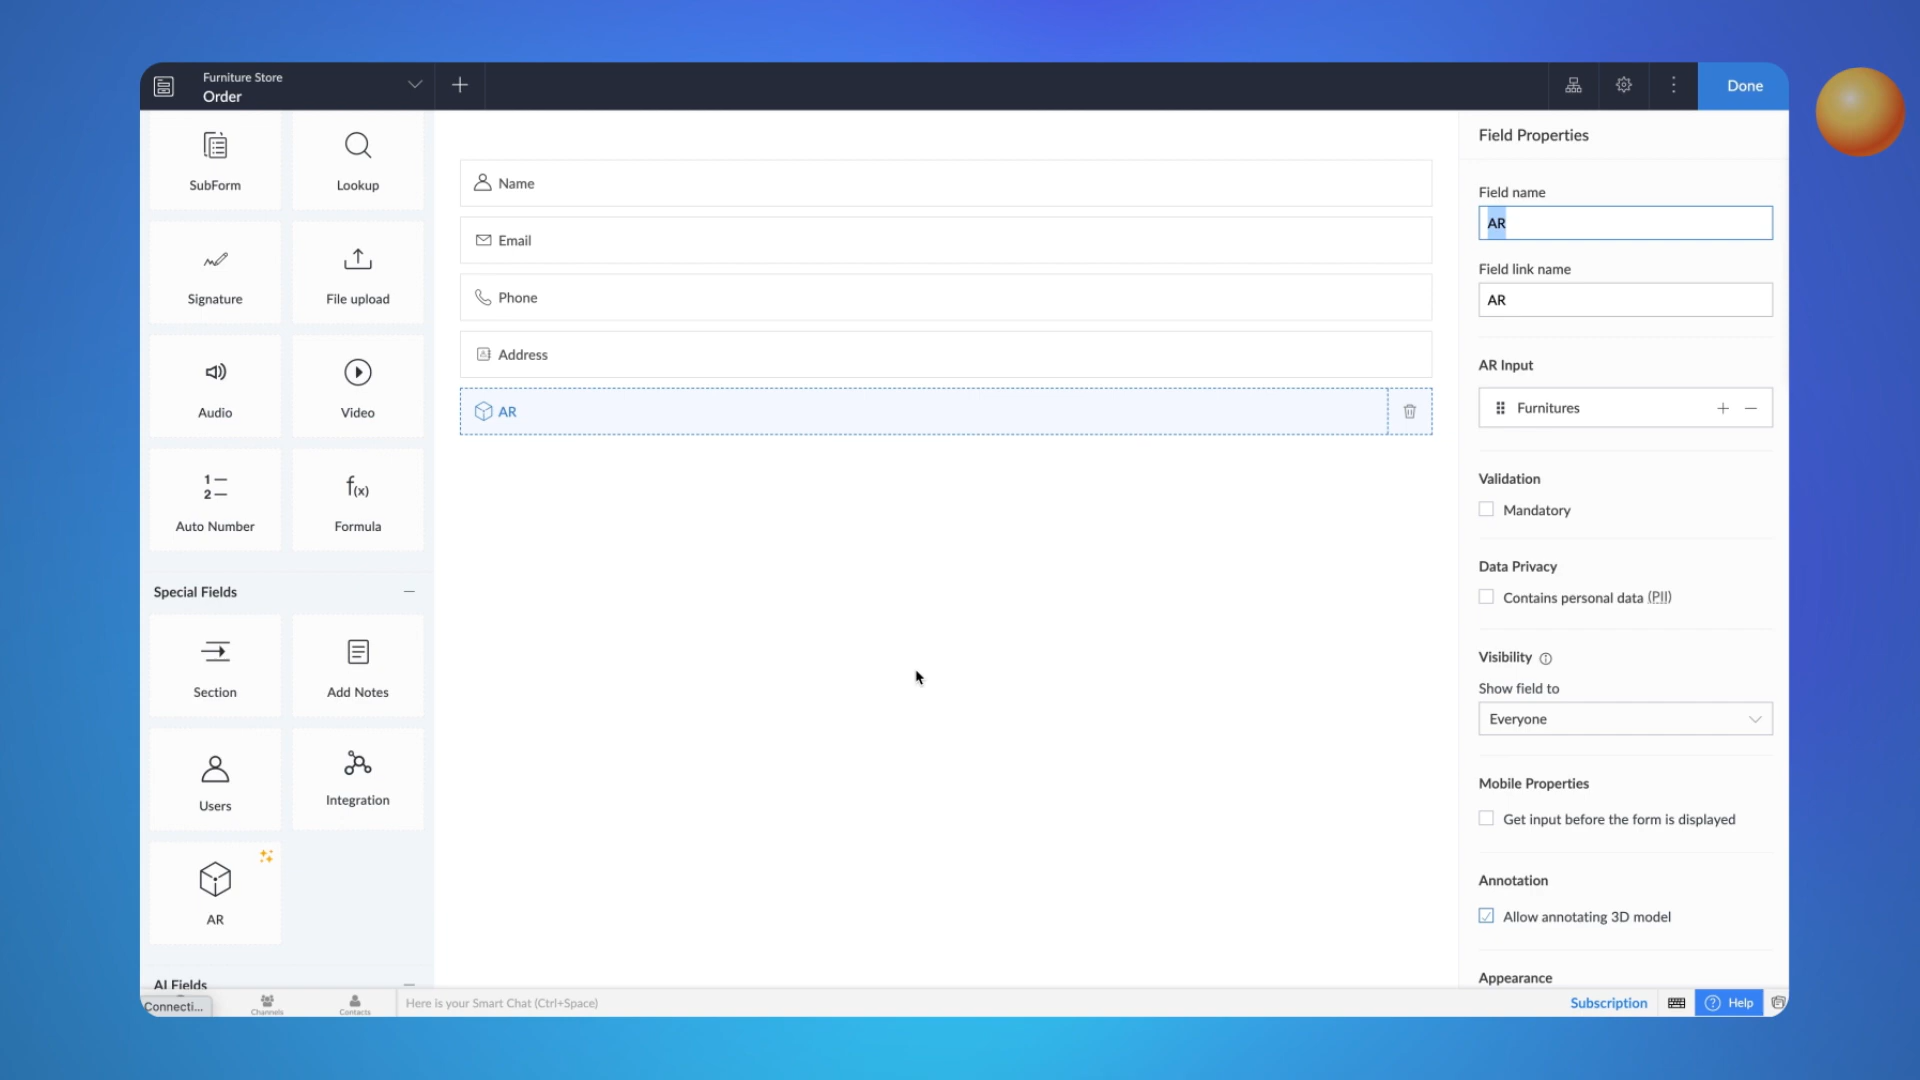 Furniture Store
Order
Done
SubForm
Lookup
Signature
File upload
Audio
Video
1
2
Auto Number
f(x)
Formula
Special Fields
Section
Add Notes
Users
Integration
AR
AI Fields
Name
Email
Phone
Address
AR
Field Properties
Field name
AR
Field link name
AR
AR Input
Furnitures
Validation
Mandatory
Data Privacy
Contains personal data (PII)
Visibility
Show field to
Everyone
Mobile Properties
Get input before the form is displayed
Annotation
Allow annotating 3D model
Appearance
Connecti...
Channels
Contacts
Here is your Smart Chat (Ctrl+Space)
Subscription
? Help